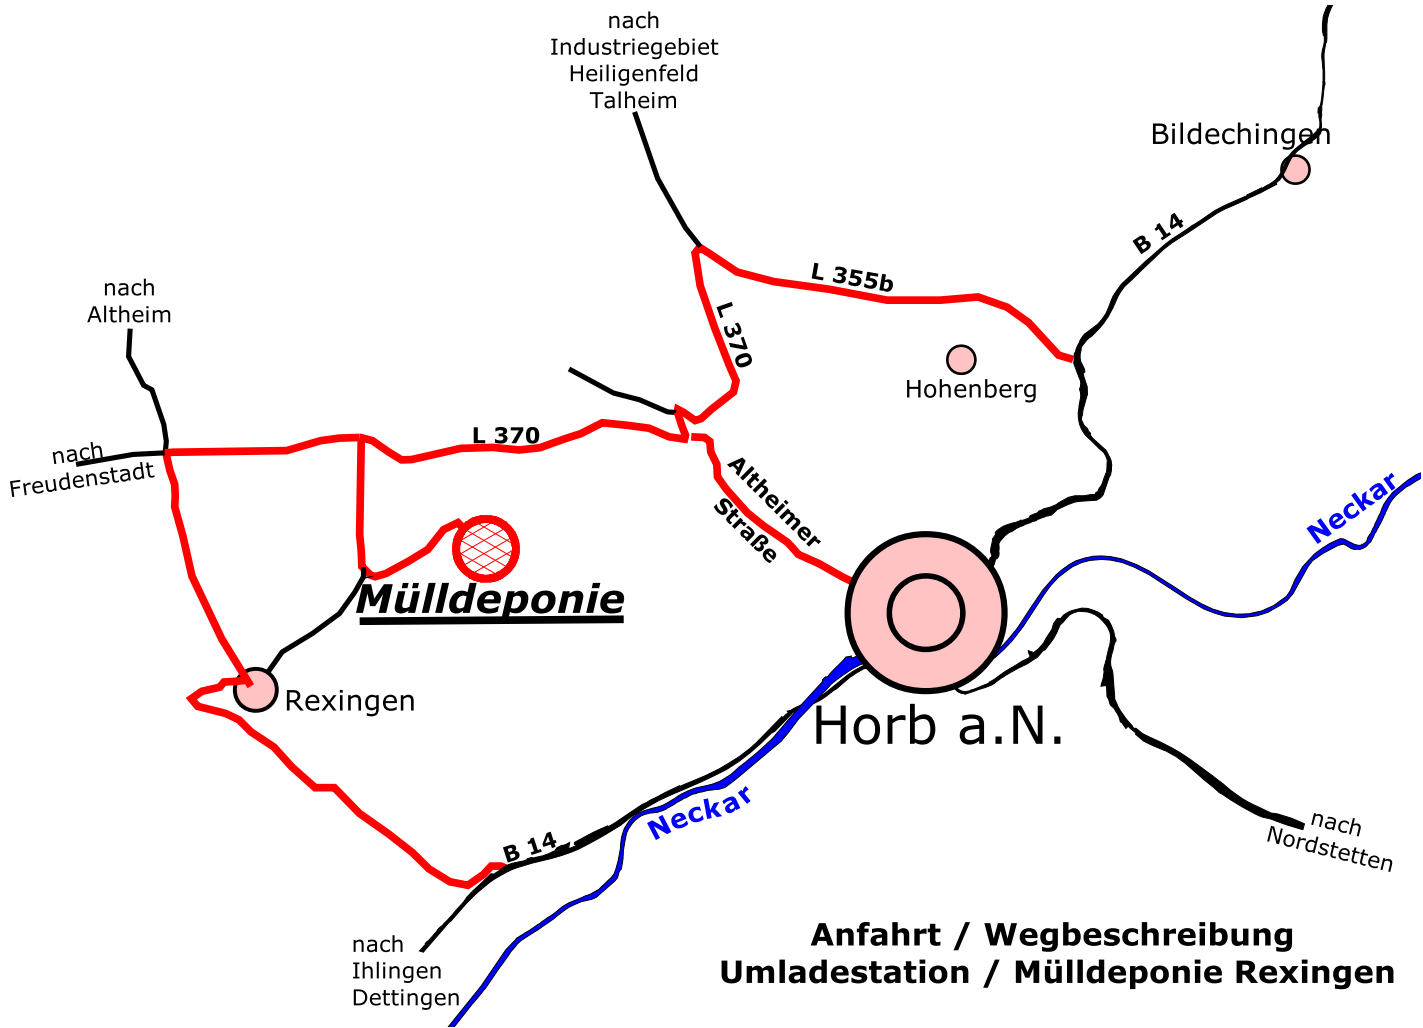 nach
Industriegebiet
Heiligenfeld
Talheim
Bildechingen
B 14
L 355b
nach
Altheim
L 370
Hohenberg
nach
Freudenstadt
L 370
Altheimer
Straße
Neckar
Mülldeponie
Rexingen
Horb a.N.
Neckar
B 14
nach
Nordstetten
nach
Ihlingen
Dettingen
Anfahrt / Wegbeschreibung
Umladestation / Mülldeponie Rexingen